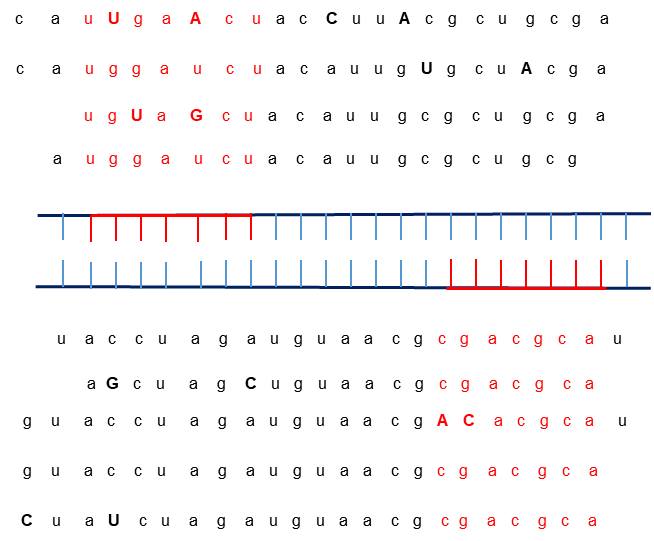 c a u U g a A c u a c C u u A c g c u g c g a
c a u g g a u c u a c a u u g U g c u A c g a
u g U a G c u a c a u u g c g c u g c g a
a u g g a u c u a c a u u g c g c u g c g
u a c c u a g a u g u a a c g c g a c g c a u
a G c u a g C u g u a a c g c g a c g c a
g u a c c u a g a u g u a a c g A C a c g c a u
g u a c c u a g a u g u a a c g c g a c g c a
C u a U c u a g a u g u a a c g c g a c g c a